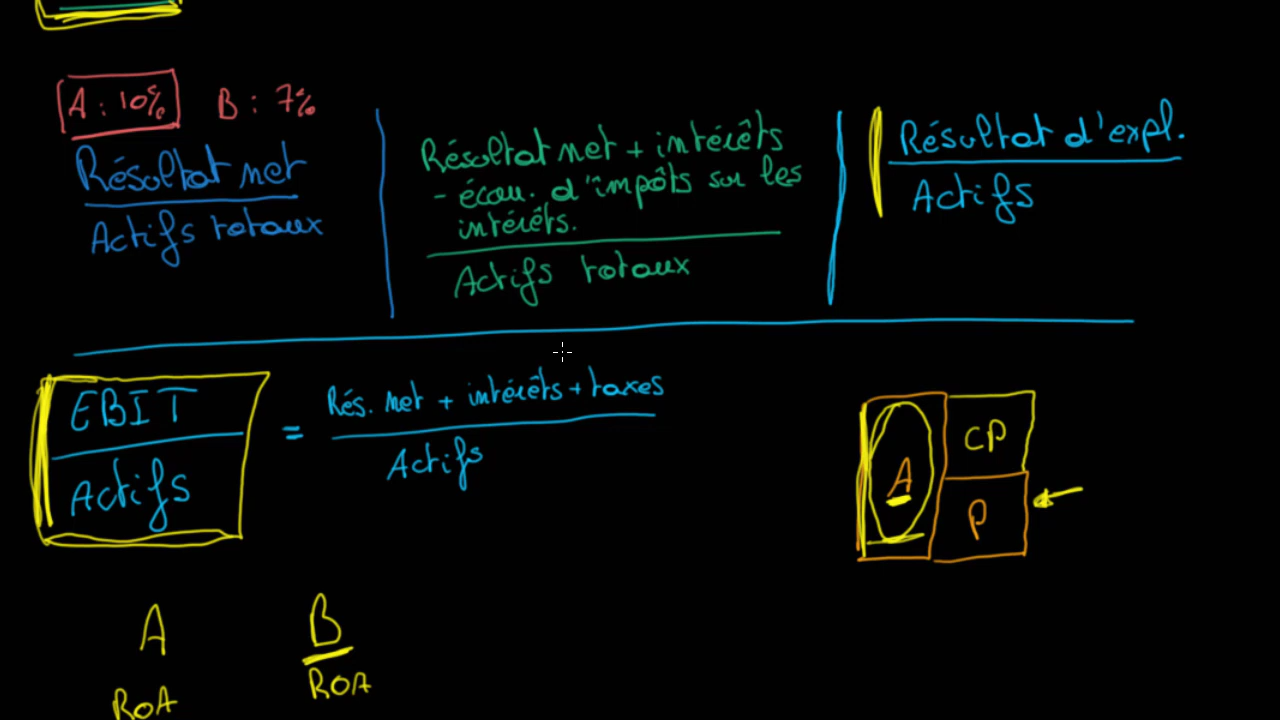 A : 10% B : 7%
Résultat net
Actifs totaux
Résultat net + intérêts
- écon. d'impôts sur les
intérêts.
Actifs totaux
Résultat d'expl.
Actifs
EBIT
Actifs
=
Rés. net + intérêts + taxes
Actifs
A
CP
P
A
ROA
B
ROA